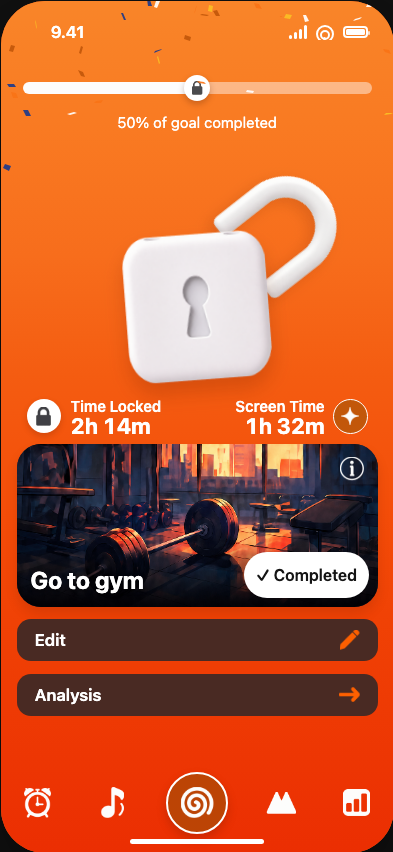 9.41
50% of goal completed
Time Locked
2h 14m
Screen Time
1h 32m
Go to gym
Completed
Edit
Analysis